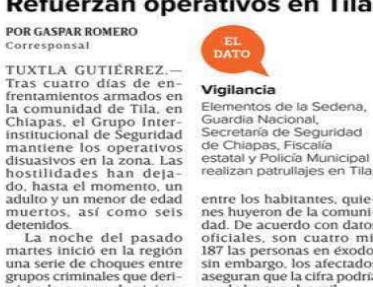 Refuerzan operativos en Tila
POR GASPAR ROMERO
Corresponsal
TUXTLA GUTIÉRREZ.—
Tras cuatro días de en-
frentamientos armados en
la comunidad de Tila, en
Chiapas, el Grupo Inter-
institucional de Seguridad
mantiene los operativos
disuasivos en la zona. Las
hostilidades han deja-
do, hasta el momento, un
adulto y un menor de edad
muertos, así como seis
detenidos.
La noche del pasado
martes inició en la región
una serie de choques entre
grupos criminales que deri-
EL
DATO
Vigilancia
Elementos de la Sedena,
Guardia Nacional,
Secretaría de Seguridad
de Chiapas, Fiscalía
estatal y Policía Municipal
realizan patrullajes en Tila
entre los habitantes, quie-
nes huyeron de la comuni-
dad. De acuerdo con dato
oficiales, son cuatro mi
187 las personas en éxodo
sin embargo, los afectado
aseguran que la cifra podría